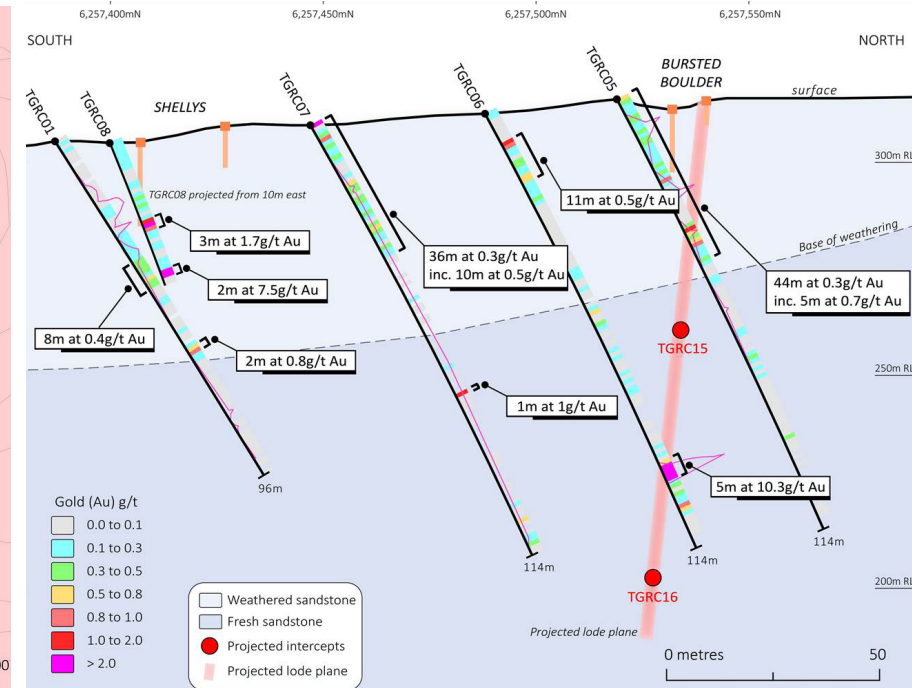 6,257,400mN
6,257,450mN
6,257,500mN
6,257,550mN
SOUTH
NORTH
TGRC01
TGRC08
SHELLYS
TGRC07
TGRC06
TGRC05
BURSTED
BOULDER
surface
300m RL
TGRC08 projected from 10m east
3m at 1.7g/t Au
2m at 7.5g/t Au
8m at 0.4g/t Au
2m at 0.8g/t Au
36m at 0.3g/t Au
inc. 10m at 0.5g/t Au
11m at 0.5g/t Au
Base of weathering
44m at 0.3g/t Au
inc. 5m at 0.7g/t Au
TGRC15
250m RL
1m at 1g/t Au
5m at 10.3g/t Au
96m
114m
114m
114m
200m RL
TGRC16
Projected lode plane
Gold (Au) g/t
0.0 to 0.1
0.1 to 0.3
0.3 to 0.5
0.5 to 0.8
0.8 to 1.0
1.0 to 2.0
> 2.0
Weathered sandstone
Fresh sandstone
Projected intercepts
Projected lode plane
0 metres
50